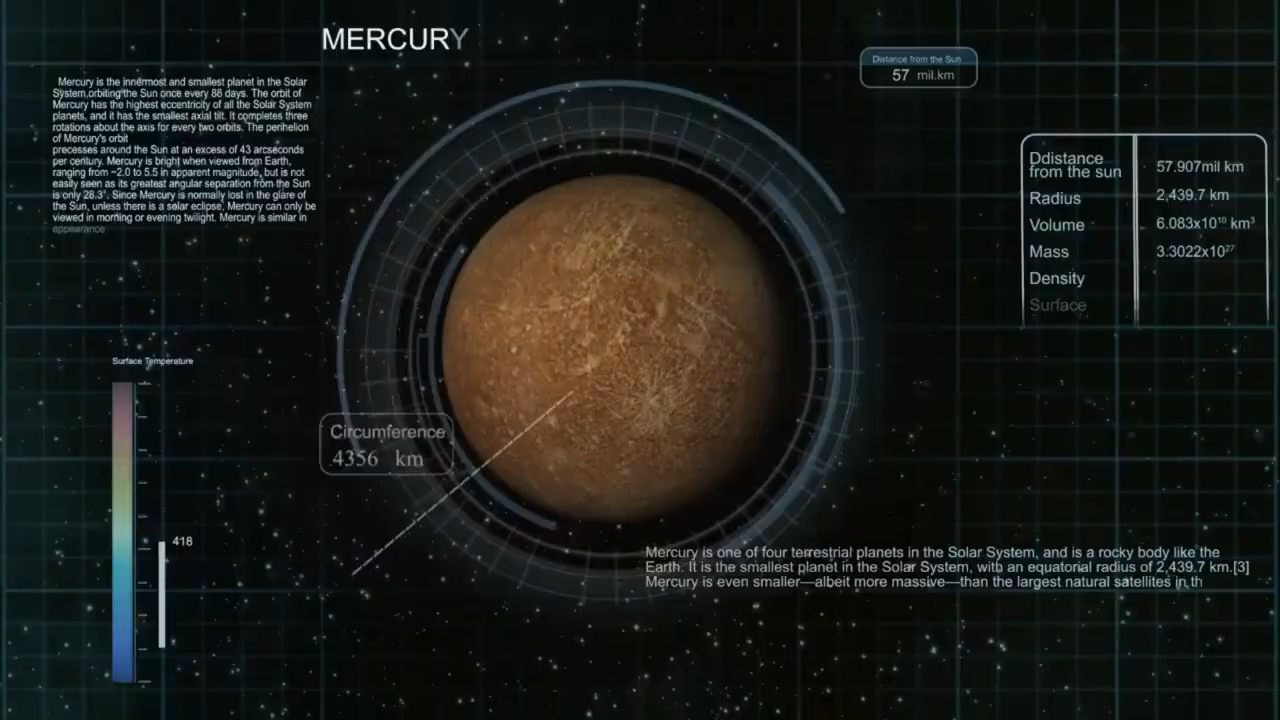 MERCURY
Distance from the Sun
57 mil.km
Mercury is the innermost and smallest planet in the Solar
System,orbiting the Sun once every 88 days. The orbit of
Mercury has the highest eccentricity of all the Solar System
planets, and it has the smallest axial tilt. It completes three
rotations about the axis for every two orbits. The perihelion
of Mercury's orbit
precesses around the Sun at an excess of 43 arcseconds
per century. Mercury is bright when viewed from Earth,
ranging from −2.0 to 5.5 in apparent magnitude, but is not
easily seen as its greatest angular separation from the Sun
is only 28.3°. Since Mercury is normally lost in the glare of
the Sun, unless there is a solar eclipse, Mercury can only be
viewed in morning or evening twilight. Mercury is similar in
appearance
Ddistance
from the sun 57.907mil km
Radius 2,439.7 km
Volume 6.083x10¹⁰ km³
Mass 3.3022x10²⁷
Density
Surface
Surface Temperature
418
Circumference
4356 km
Mercury is one of four terrestrial planets in the Solar System, and is a rocky body like the
Earth. It is the smallest planet in the Solar System, with an equatorial radius of 2,439.7 km.[3]
Mercury is even smaller—albeit more massive—than the largest natural satellites in th